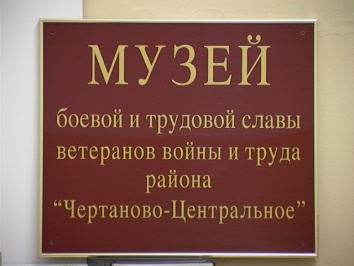 МУЗЕЙ
боевой и трудовой славы
ветеранов войны и труда
района
“Чертаново-Центральное”